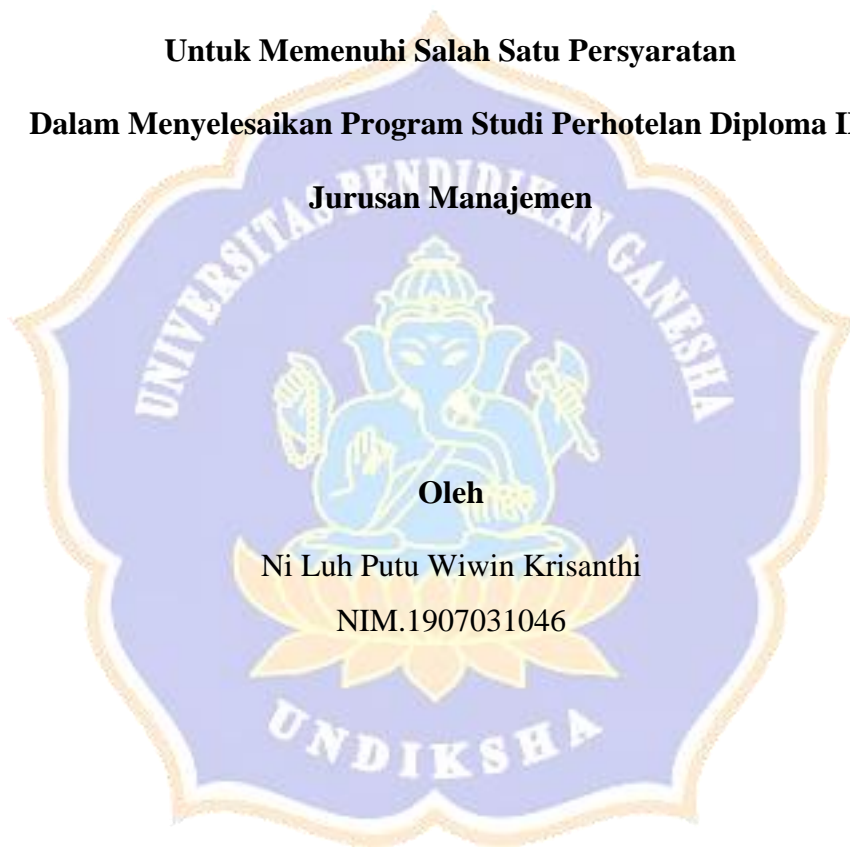 Untuk Memenuhi Salah Satu Persyaratan
Dalam Menyelesaikan Program Studi Perhotelan Diploma
Jurusan Manajemen
UNIVERSITAS PENDIDIKAN GANESHA
Oleh
Ni Luh Putu Wiwin Krisanthi
NIM.1907031046
UNDIKSHA